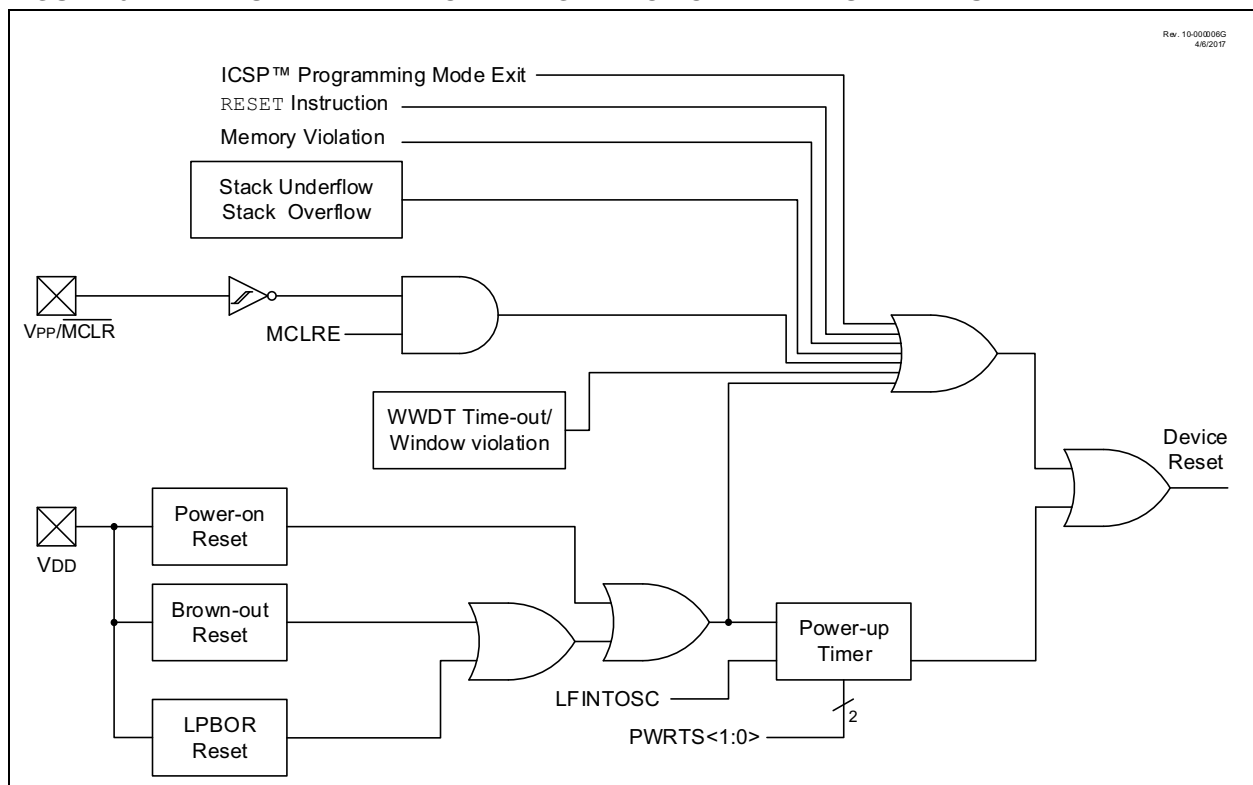 Rev. 10-000006G
4/6/2017
ICSP™ Programming Mode Exit
RESET Instruction
Memory Violation
Stack Underflow
Stack Overflow
VPP/MCLR
MCLRE
WWDT Time-out/
Window violation
Device
Reset
VDD
Power-on
Reset
Brown-out
Reset
Power-up
Timer
LFINTOSC
LPBOR
Reset
2
PWRTS<1:0>